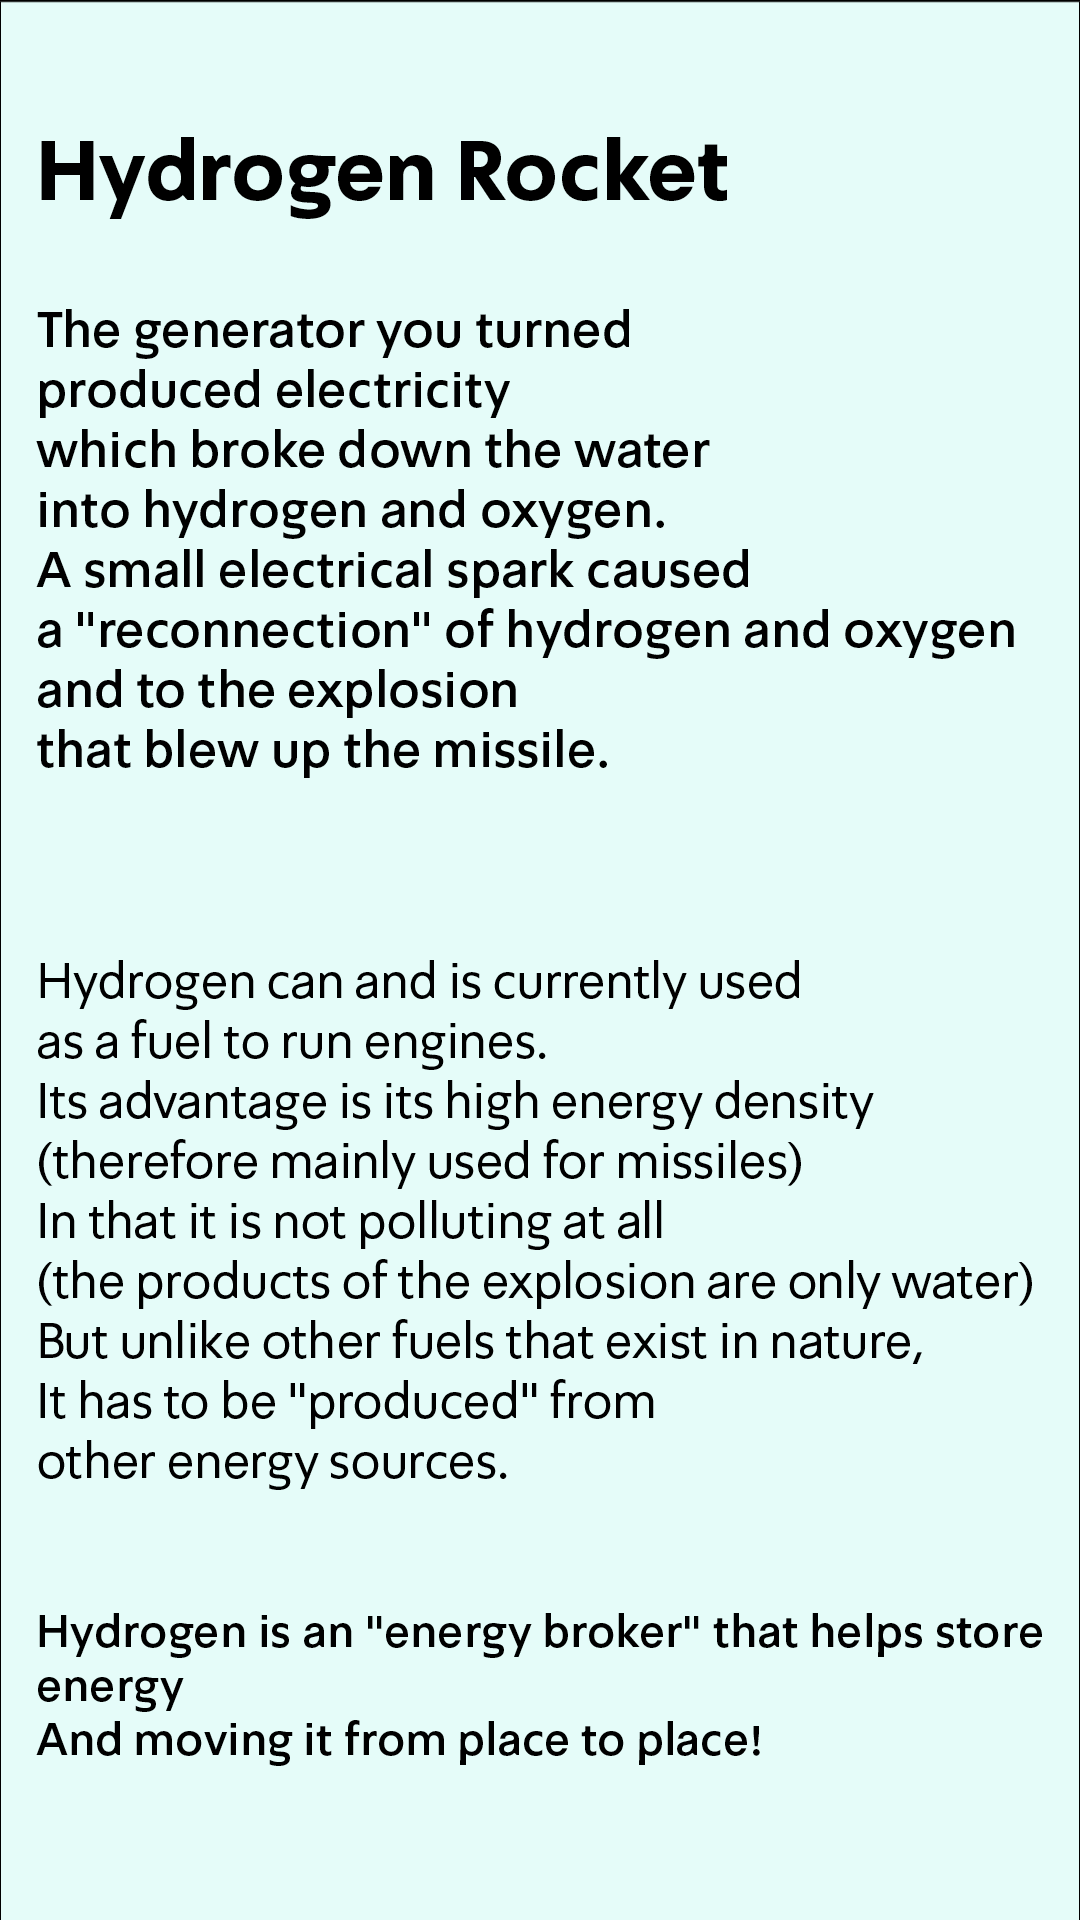 Hydrogen Rocket
The generator you turned
produced electricity
which broke down the water
into hydrogen and oxygen.
A small electrical spark caused
a "reconnection" of hydrogen and oxygen
and to the explosion
that blew up the missile.
Hydrogen can and is currently used
as a fuel to run engines.
Its advantage is its high energy density
(therefore mainly used for missiles)
In that it is not polluting at all
(the products of the explosion are only water)
But unlike other fuels that exist in nature,
It has to be "produced" from
other energy sources.
Hydrogen is an "energy broker" that helps store
energy
And moving it from place to place!